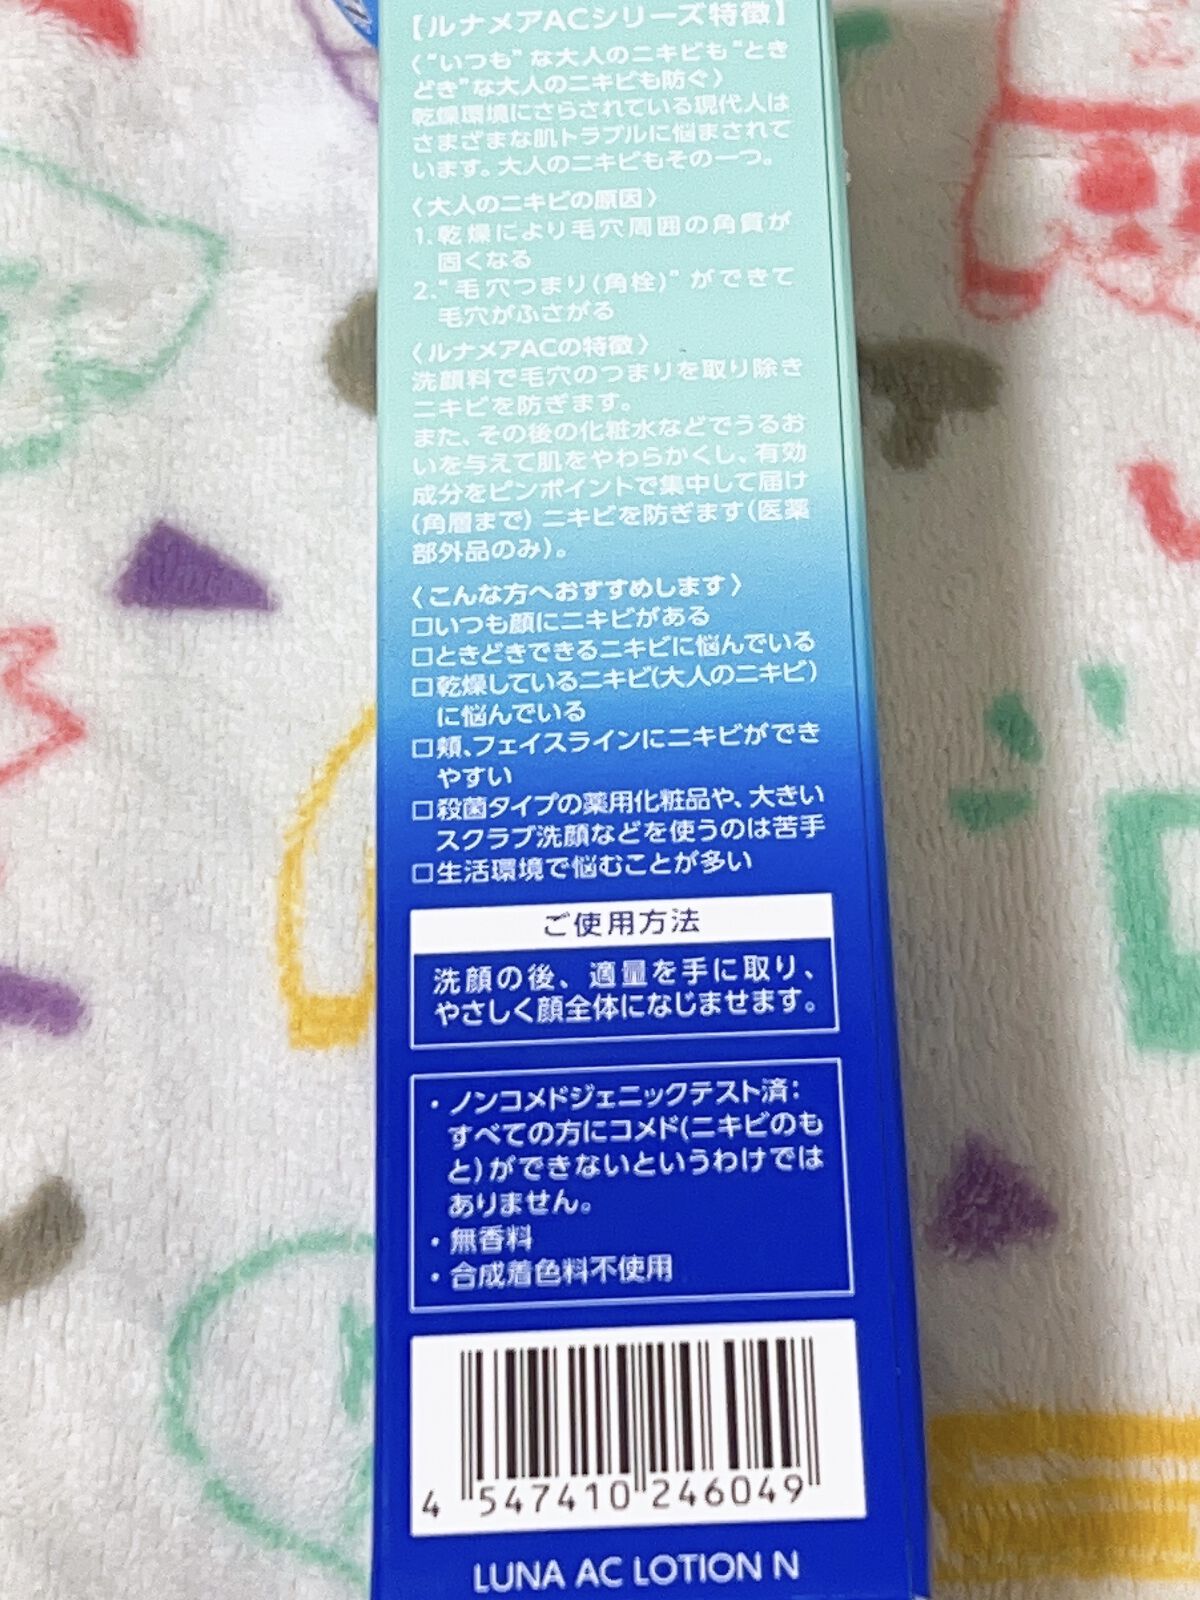 【ルナメアACシリーズ特徴】
〈“いつも”な大人のニキビも“とき
どき”な大人のニキビも防ぐ〉
乾燥環境にさらされている現代人は
さまざまな肌トラブルに悩まされて
います。大人のニキビもその一つ。
〈大人のニキビの原因〉
1.乾燥により毛穴周囲の角質が
固くなる
2.“毛穴つまり(角栓)”ができて
毛穴がふさがる
〈ルナメアACの特徴〉
洗顔料で毛穴のつまりを取り除き
ニキビを防ぎます。
また、その後の化粧水などでうるお
いを与えて肌をやわらかくし、有効
成分をピンポイントで集中して届け
(角層まで) ニキビを防ぎます(医薬
部外品のみ)。
〈こんな方へおすすめします〉
□いつも顔にニキビがある
□ときどきできるニキビに悩んでいる
□乾燥しているニキビ(大人のニキビ)
に悩んでいる
□頬、フェイスラインにニキビができ
やすい
□殺菌タイプの薬用化粧品や、大きい
スクラブ洗顔などを使うのは苦手
□生活環境で悩むことが多い
ご使用方法
洗顔の後、適量を手に取り、
やさしく顔全体になじませます。
・ノンコメドジェニックテスト済:
すべての方にコメド(ニキビのも
と)ができないというわけでは
ありません。
・無香料
・合成着色料不使用
4 547410 246049
LUNA AC LOTION N